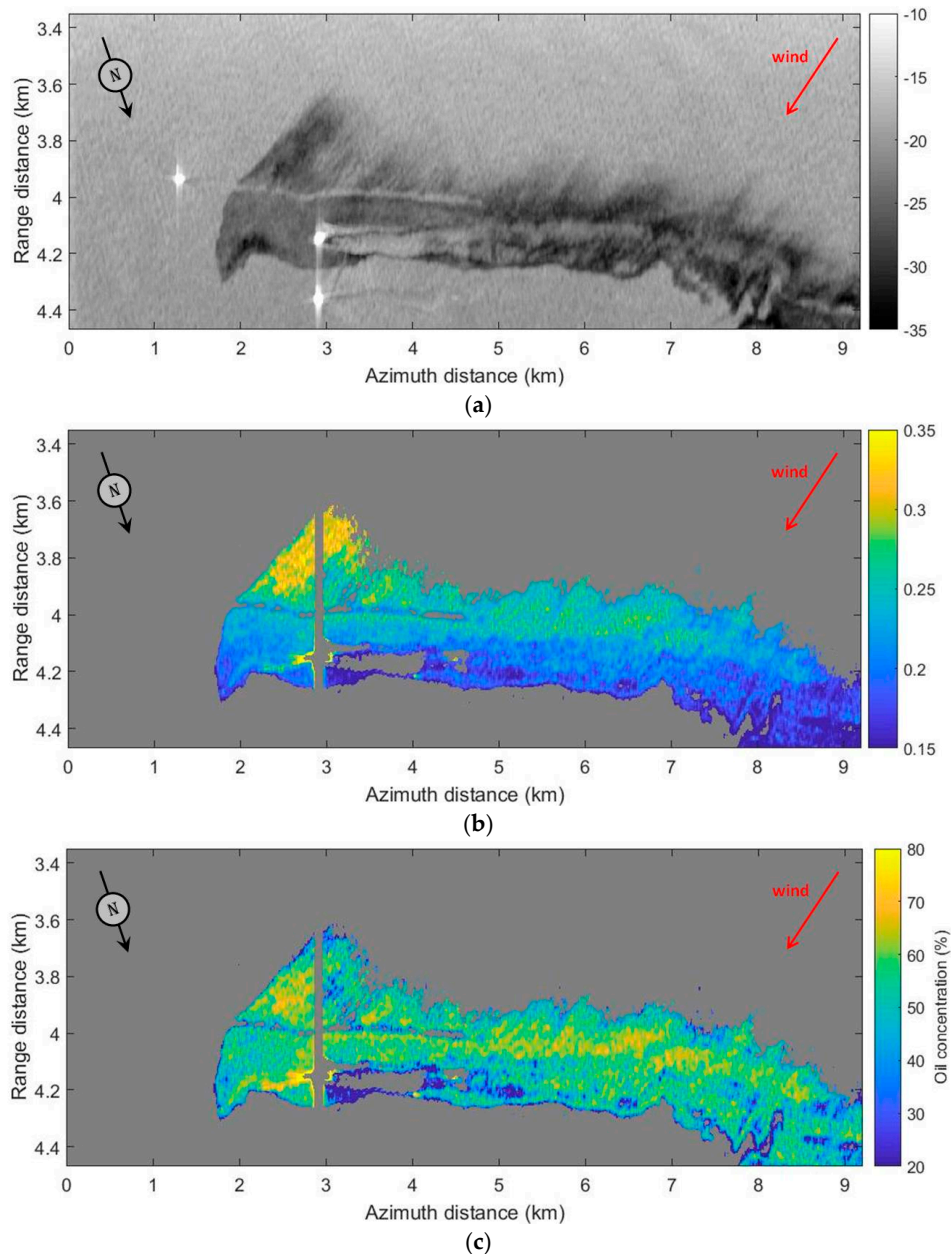 3.4
3.6
3.8
4
4.2
4.4
Range distance (km)
N
wind
-10
-15
-20
-25
-30
-35
0 1 2 3 4 5 6 7 8 9
Azimuth distance (km)
(a)
3.4
3.6
3.8
4
4.2
4.4
Range distance (km)
N
wind
0.35
0.3
0.25
0.2
0.15
0 1 2 3 4 5 6 7 8 9
Azimuth distance (km)
(b)
3.4
3.6
3.8
4
4.2
4.4
Range distance (km)
N
wind
80
70
60
50
40
30
20
Oil concentration (%)
0 1 2 3 4 5 6 7 8 9
Azimuth distance (km)
(c)